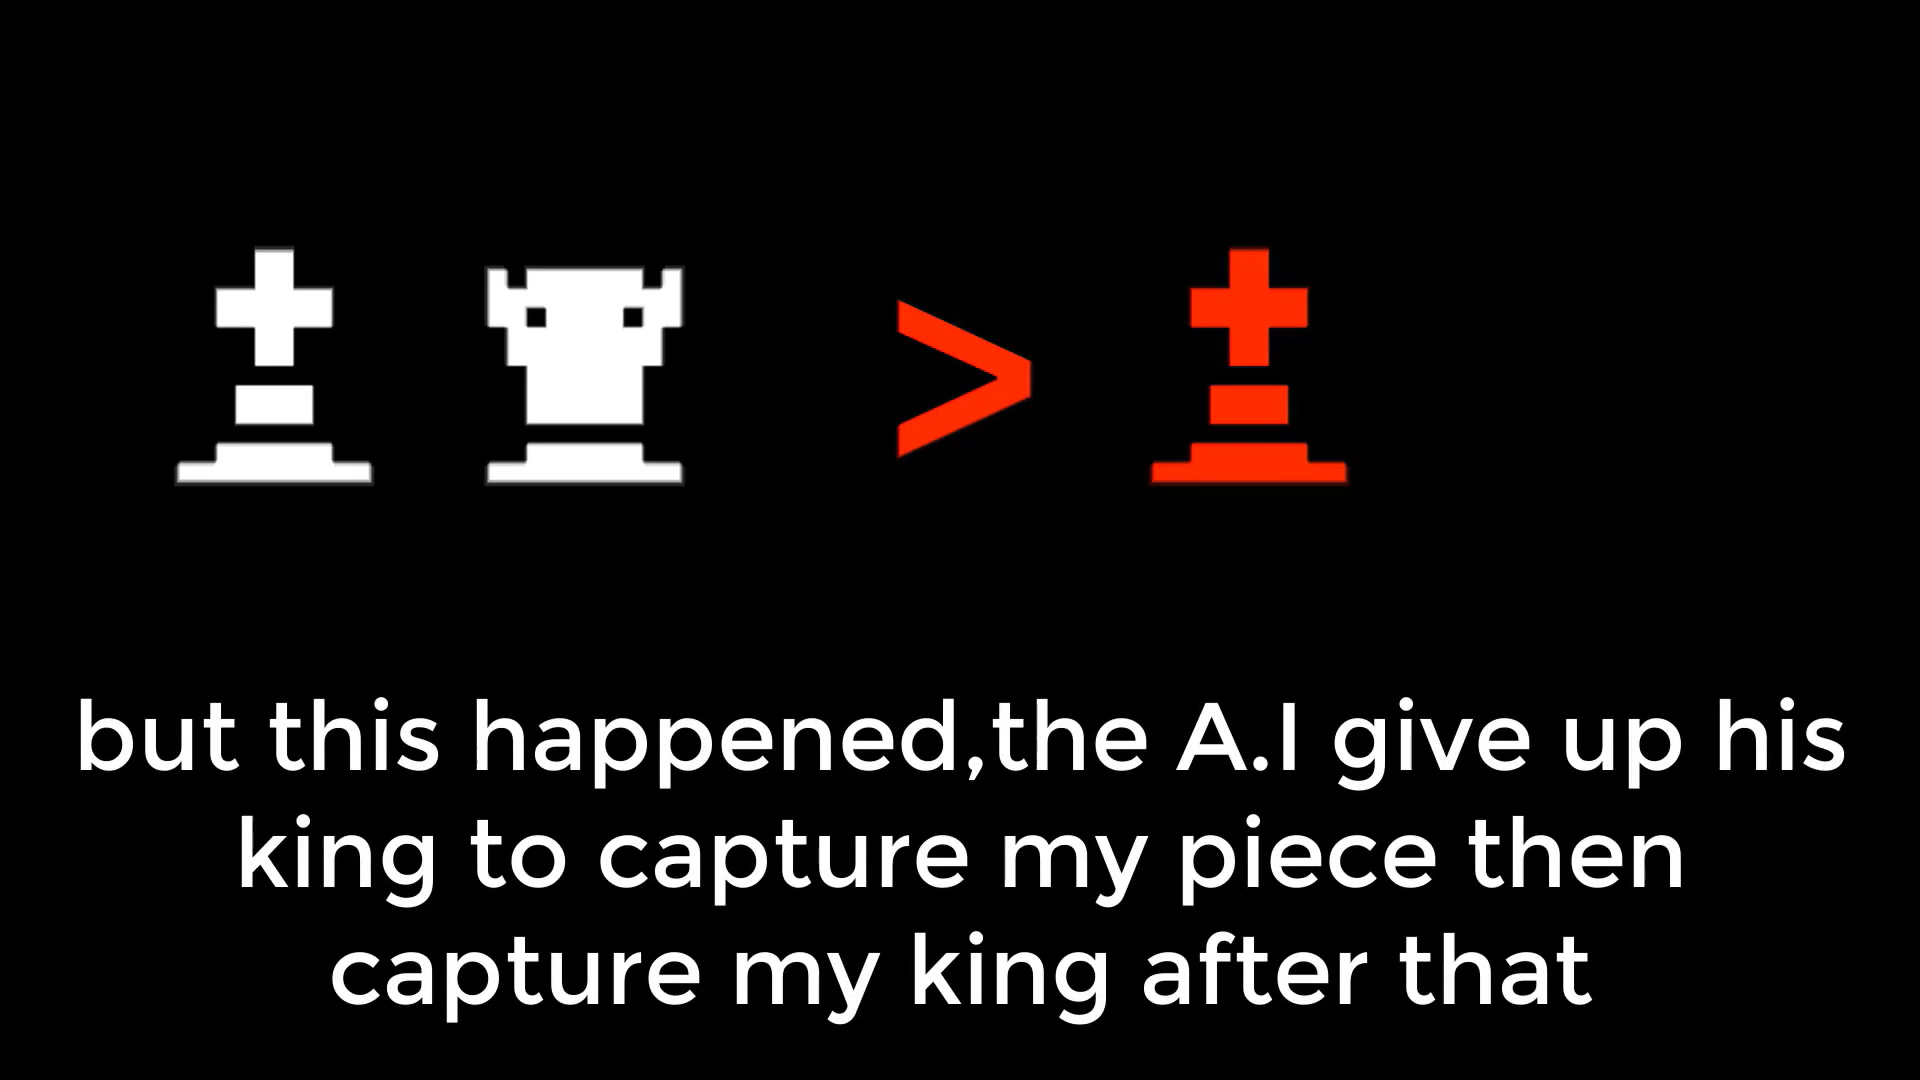 >
but this happened,the A.I give up his
king to capture my piece then
capture my king after that